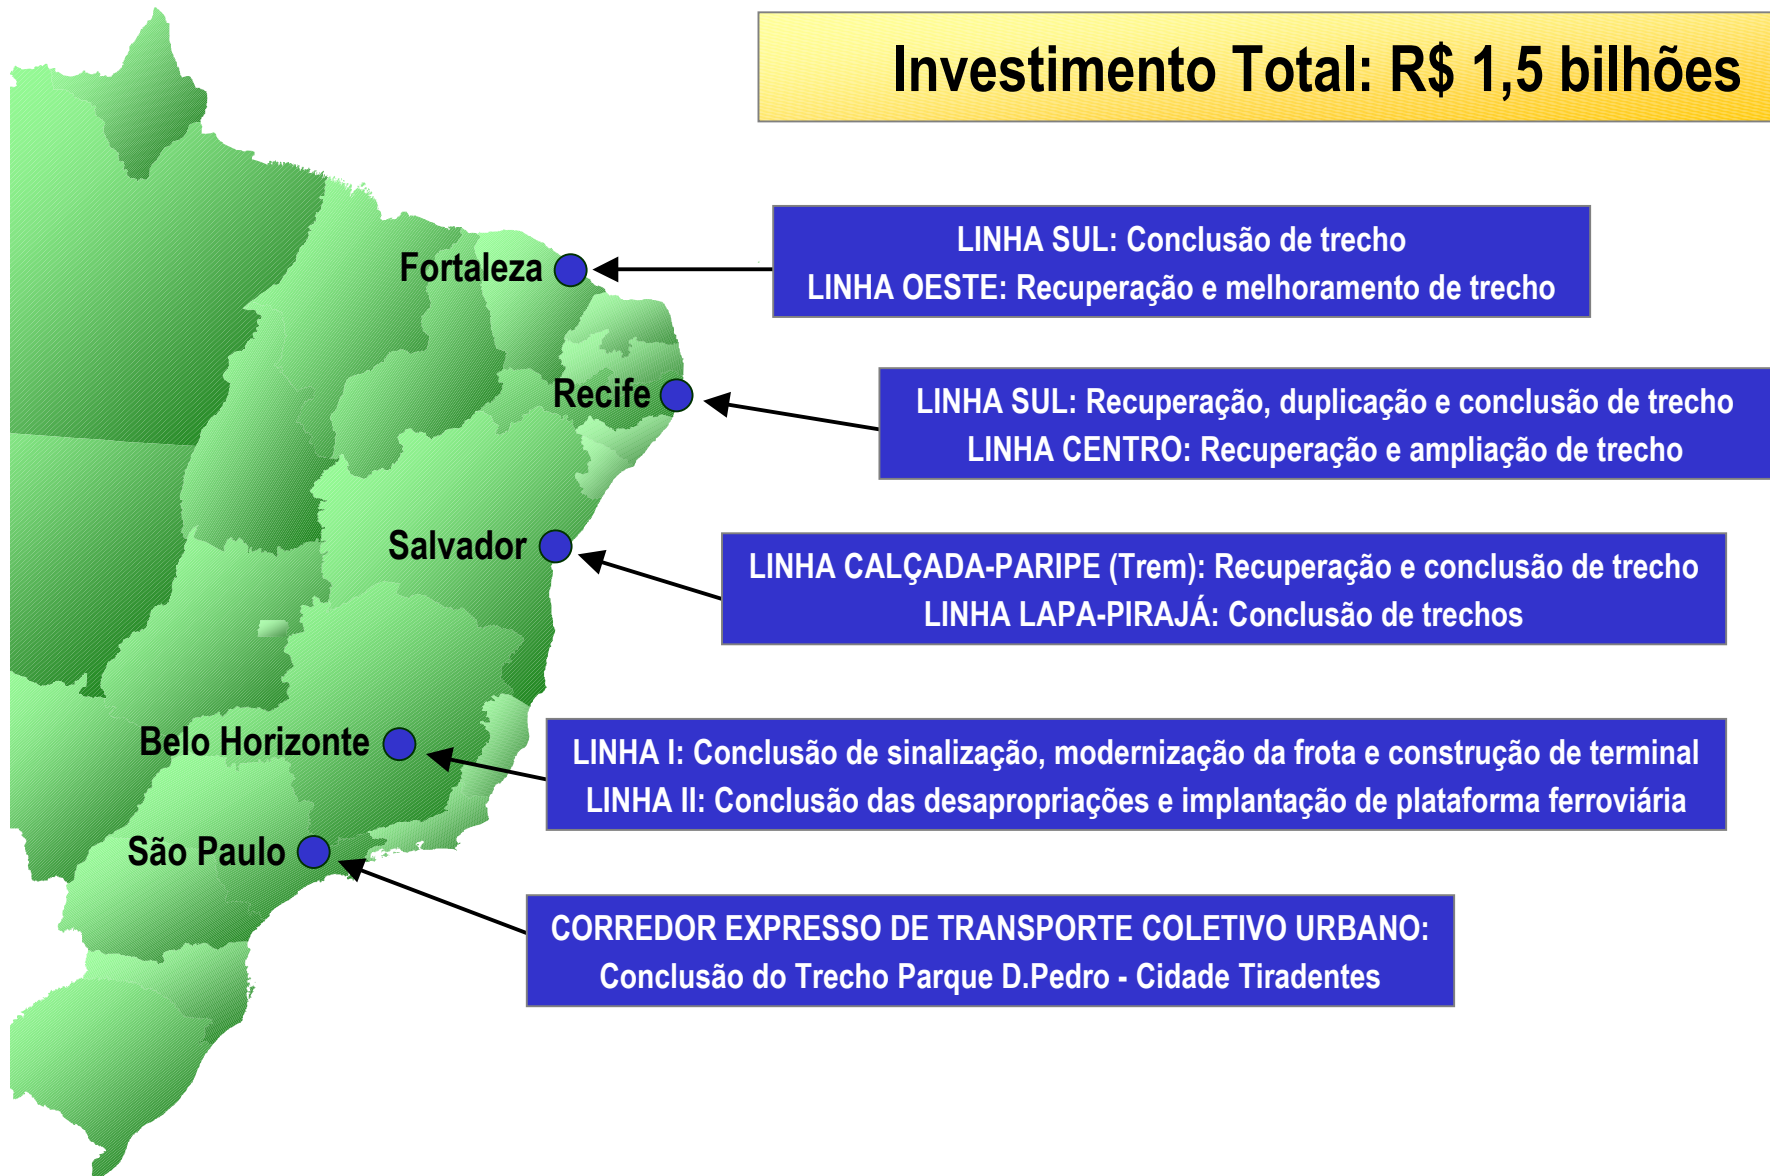 Investimento Total: R$ 1,5 bilhões
Fortaleza
LINHA SUL: Conclusão de trecho
LINHA OESTE: Recuperação e melhoramento de trecho
Recife
LINHA SUL: Recuperação, duplicação e conclusão de trecho
LINHA CENTRO: Recuperação e ampliação de trecho
Salvador
LINHA CALÇADA-PARIPE (Trem): Recuperação e conclusão de trecho
LINHA LAPA-PIRAJÁ: Conclusão de trechos
Belo Horizonte
LINHA I: Conclusão de sinalização, modernização da frota e construção de terminal
LINHA II: Conclusão das desapropriações e implantação de plataforma ferroviária
São Paulo
CORREDOR EXPRESSO DE TRANSPORTE COLETIVO URBANO:
Conclusão do Trecho Parque D.Pedro - Cidade Tiradentes